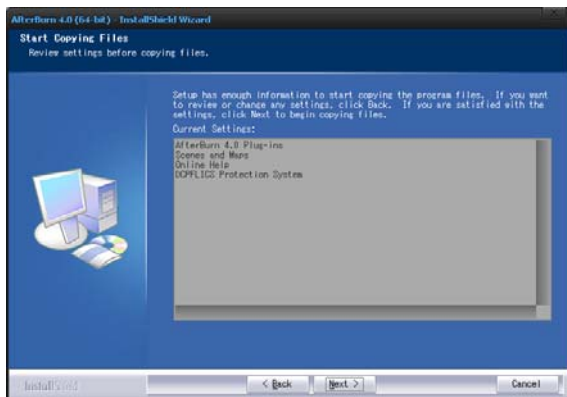 AfterBurn 4.0 (64-bit) - InstallShield Wizard
Start Copying Files
Review settings before copying files.
Setup has enough information to start copying the program files. If you want
to review or change any settings, click Back. If you are satisfied with the
settings, click Next to begin copying files.
Current Settings:
AfterBurn 4.0 Plug-ins
Scenes and Maps
Online Help
DCPFLICS Protection System
InstallShield
< Back
Next >
Cancel